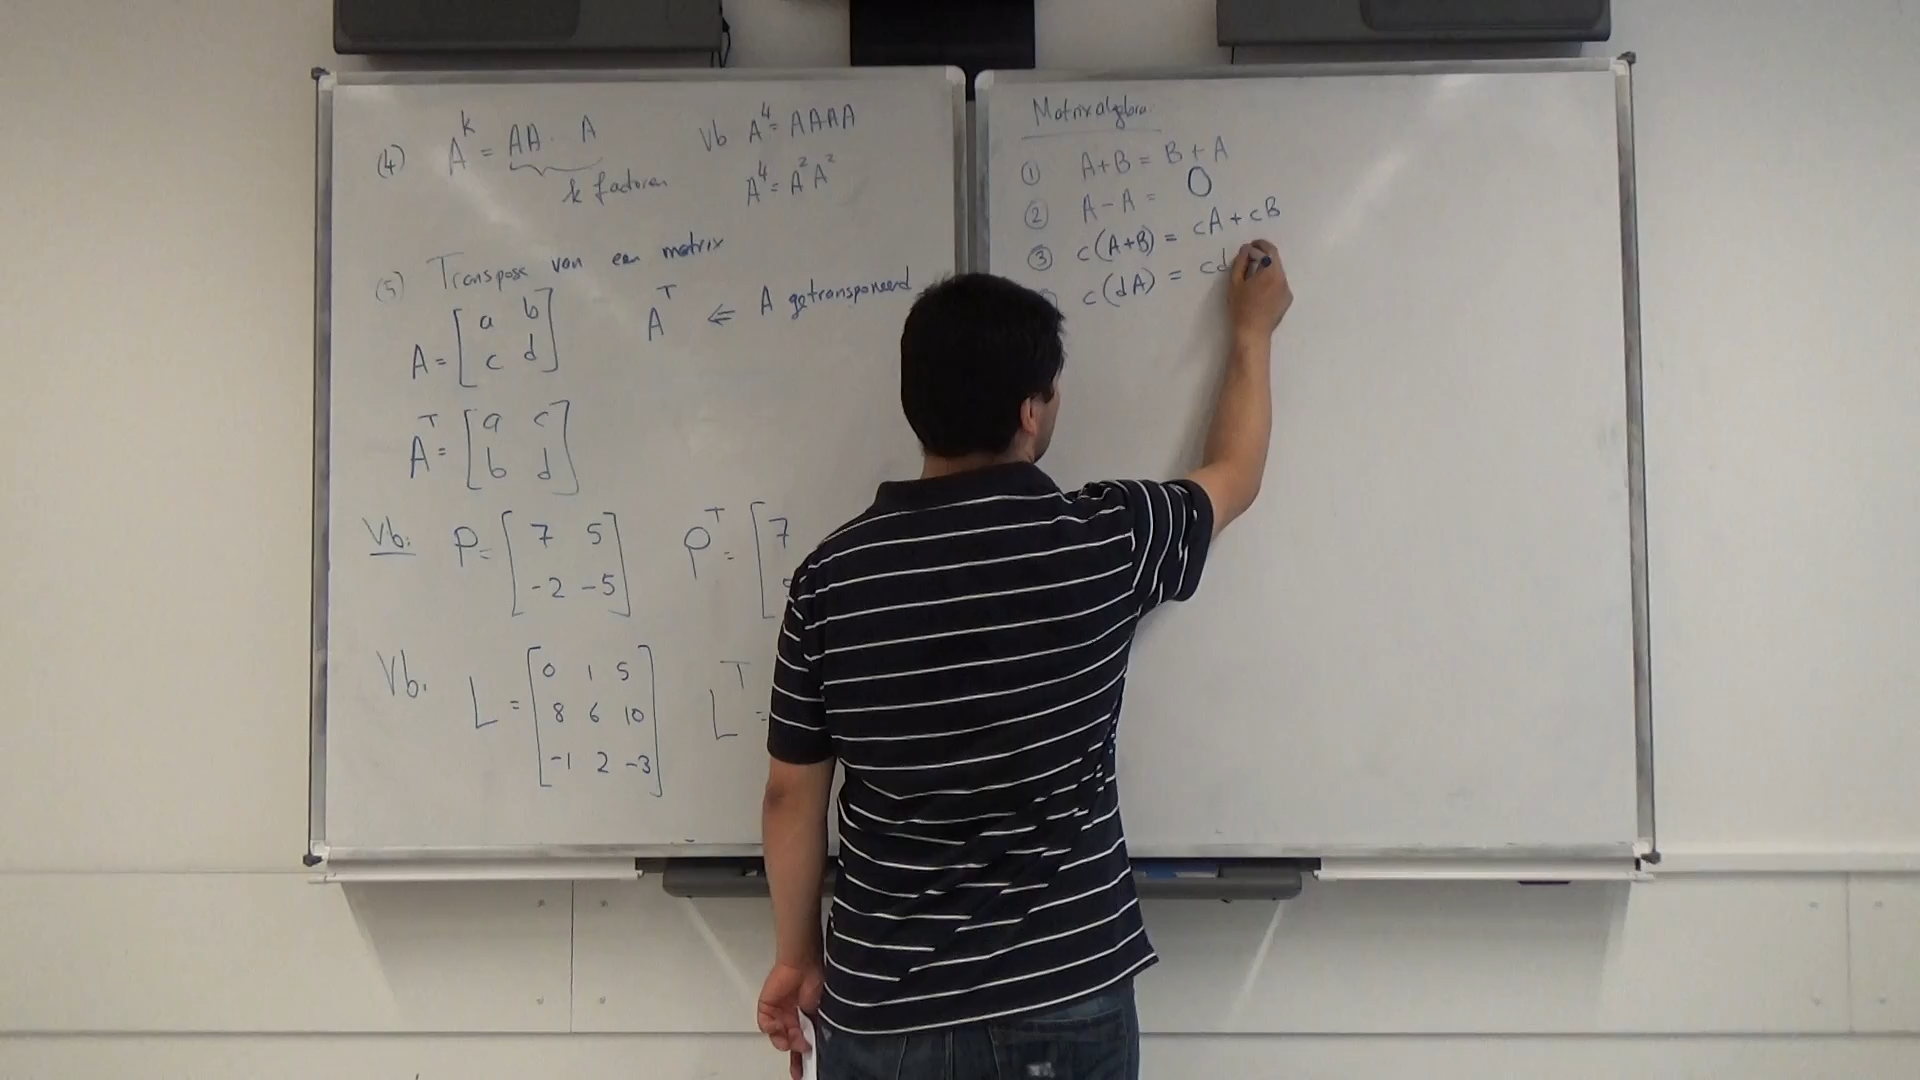 (4) A^k = AA · A
k factoren
Vb A^4 = AAAA
A^4 = A^2 A^2
(5) Transpose van een matrix
A = [ a b
c d ]
A^T ⇐ A getransponeerd
A^T = [ a c
b d ]
Vb: P = [ 7 5
-2 -5 ]
P^T = [ 7
Vb. L = [ 0 1 5
8 6 10
-1 2 -3 ]
L^T =
Matrixalgebra
① A+B = B+A
② A-A = O
③ c(A+B) = cA + cB
c(dA) = cd